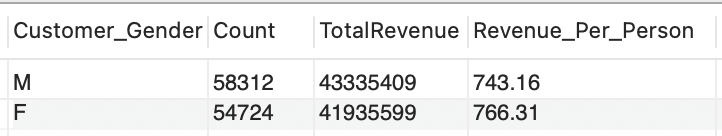 Customer_Gender Count TotalRevenue Revenue_Per_Person
M 58312 43335409 743.16
F 54724 41935599 766.31